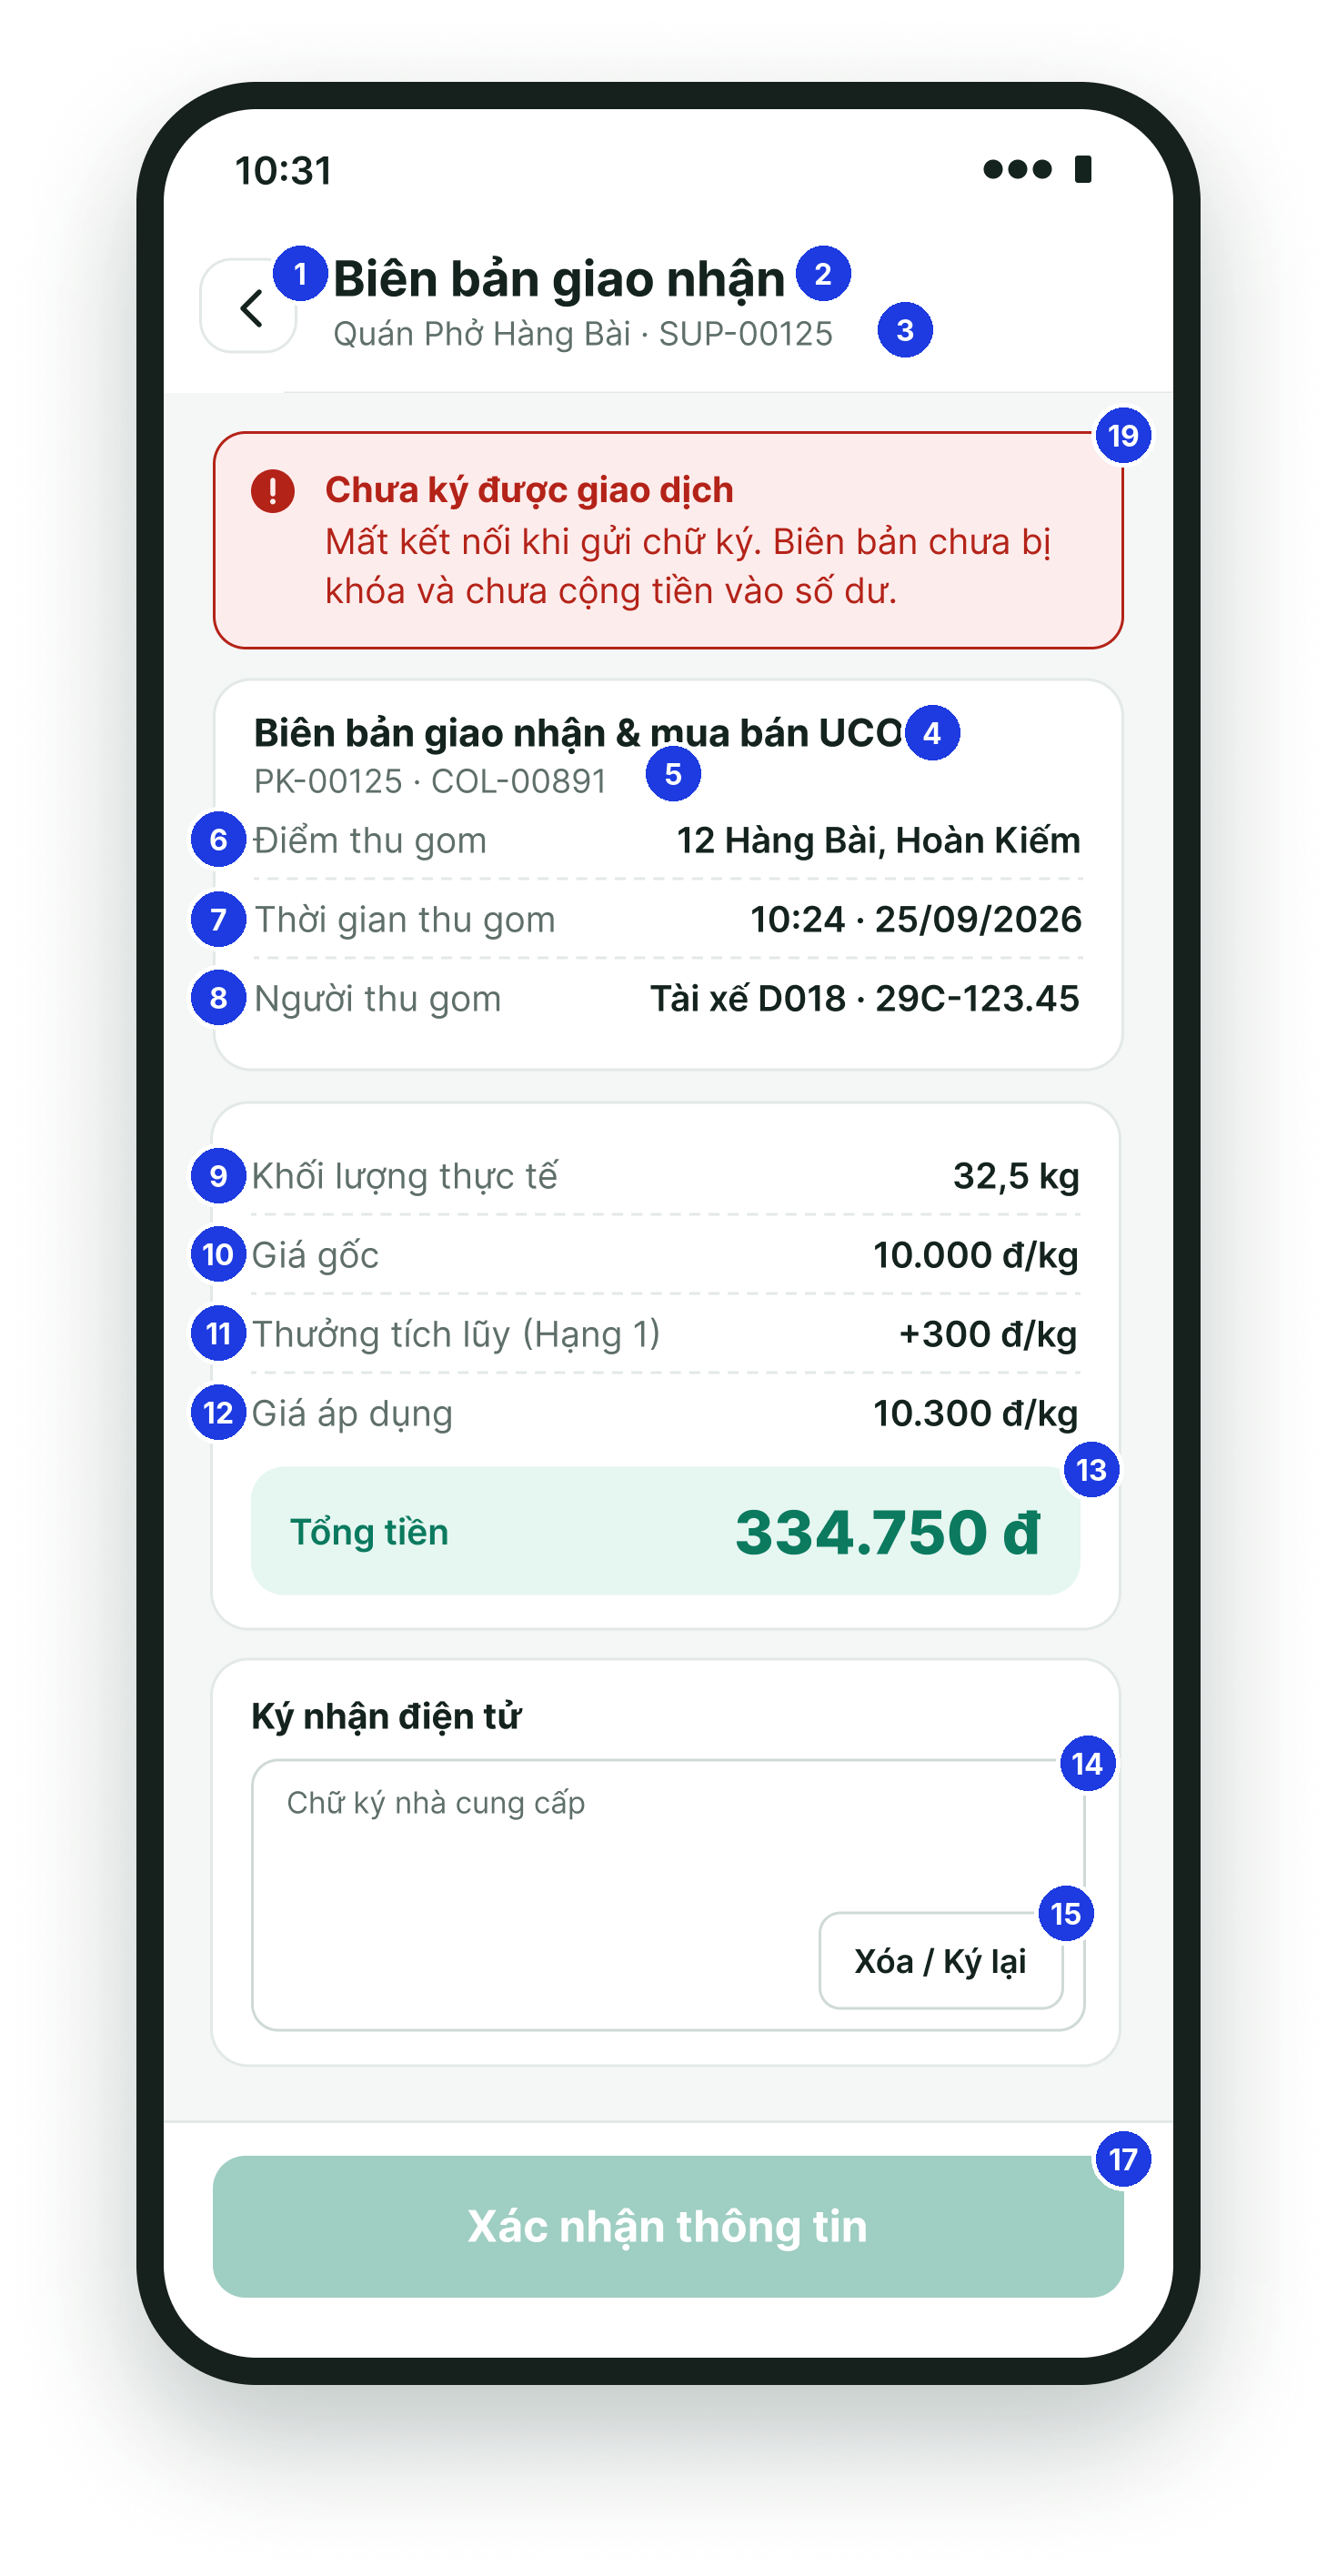 10:31
1 Biên bản giao nhận 2
Quán Phở Hàng Bài · SUP-00125 3
19
Chưa ký được giao dịch
Mất kết nối khi gửi chữ ký. Biên bản chưa bị
khóa và chưa cộng tiền vào số dư.
Biên bản giao nhận & mua bán UCO 4
PK-00125 · COL-00891 5
6 Điểm thu gom 12 Hàng Bài, Hoàn Kiếm
7 Thời gian thu gom 10:24 · 25/09/2026
8 Người thu gom Tài xế D018 · 29C-123.45
9 Khối lượng thực tế 32,5 kg
10 Giá gốc 10.000 đ/kg
11 Thưởng tích lũy (Hạng 1) +300 đ/kg
12 Giá áp dụng 10.300 đ/kg
13
Tổng tiền 334.750 đ
Ký nhận điện tử
14
Chữ ký nhà cung cấp
15
Xóa / Ký lại
17
Xác nhận thông tin